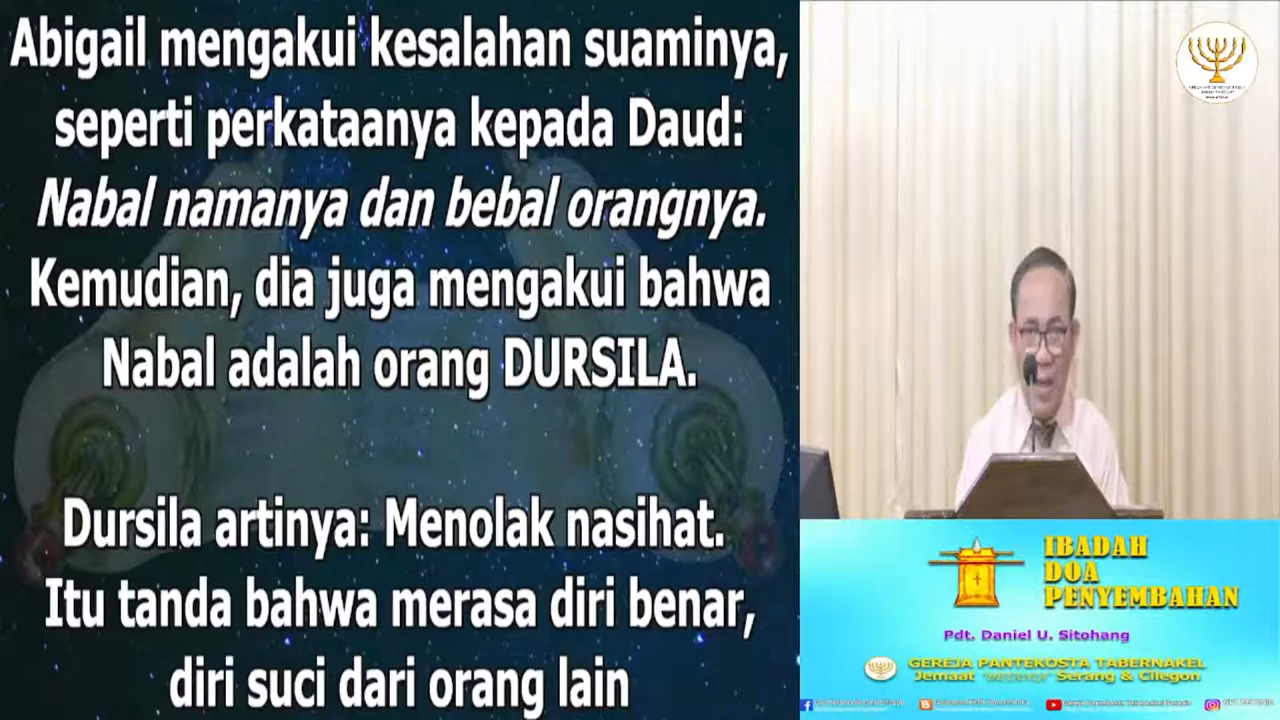 Abigail mengakui kesalahan suaminya,
seperti perkataanya kepada Daud:
Nabal namanya dan bebal orangnya.
Kemudian, dia juga mengakui bahwa
Nabal adalah orang DURSILA.
Dursila artinya: Menolak nasihat.
Itu tanda bahwa merasa diri benar,
diri suci dari orang lain
IBADAH
DOA
PENYEMBAHAN
Pdt. Daniel U. Sitohang
GEREJA PANTEKOSTA TABERNAKEL
Jemaat Serang & Cilegon